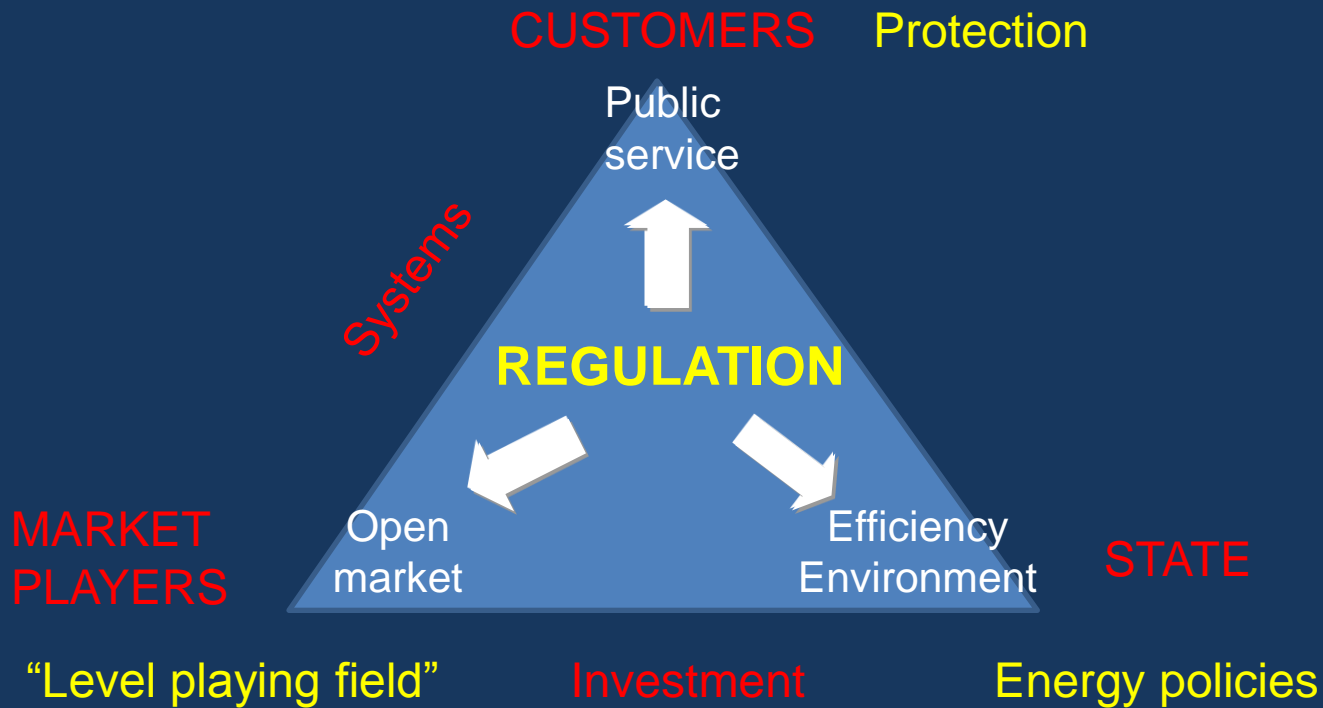 CUSTOMERS Protection
Public
service
Systems
REGULATION
MARKET
PLAYERS
Open
market
Efficiency
Environment
STATE
“Level playing field”
Investment
Energy policies